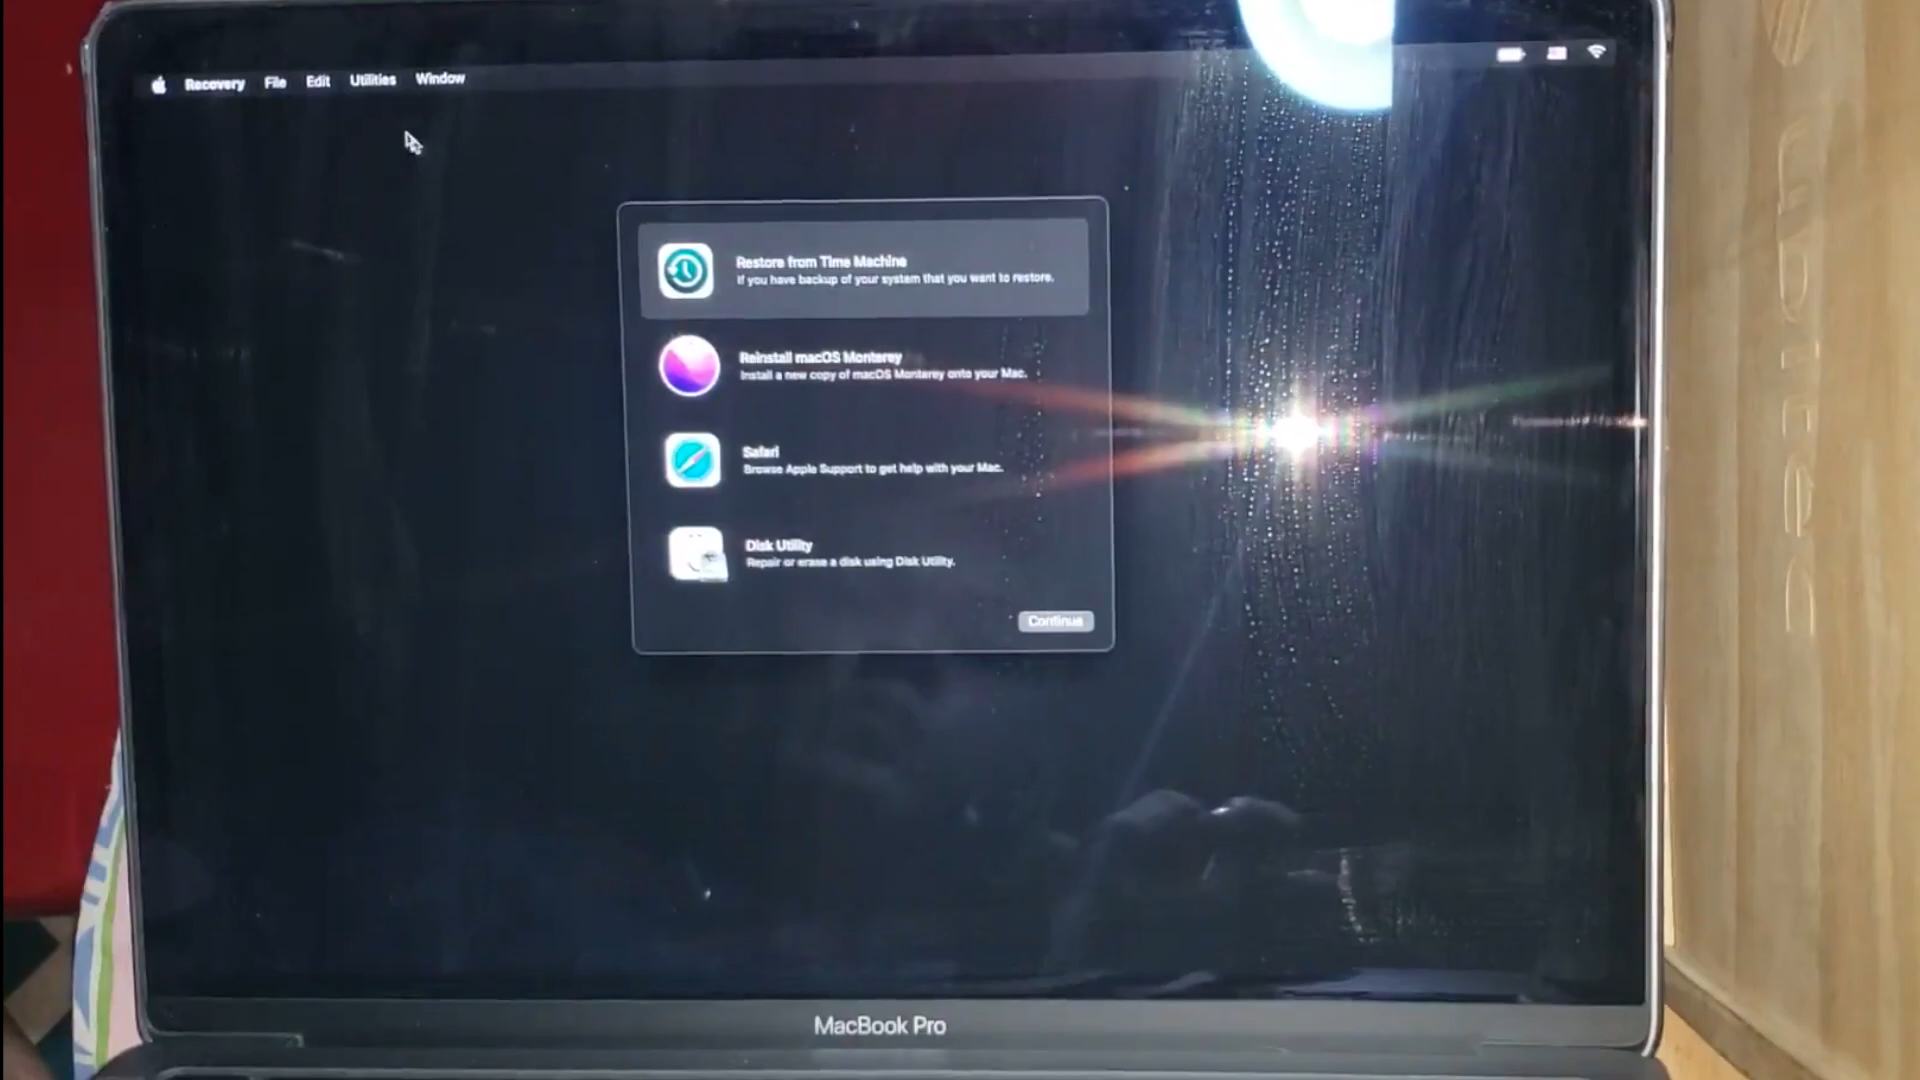 Recovery File Edit Utilities Window
Restore from Time Machine
If you have backup of your system that you want to restore.
Reinstall macOS Monterey
Install a new copy of macOS Monterey onto your Mac.
Safari
Browse Apple Support to get help with your Mac.
Disk Utility
Repair or erase a disk using Disk Utility.
Continue
MacBook Pro